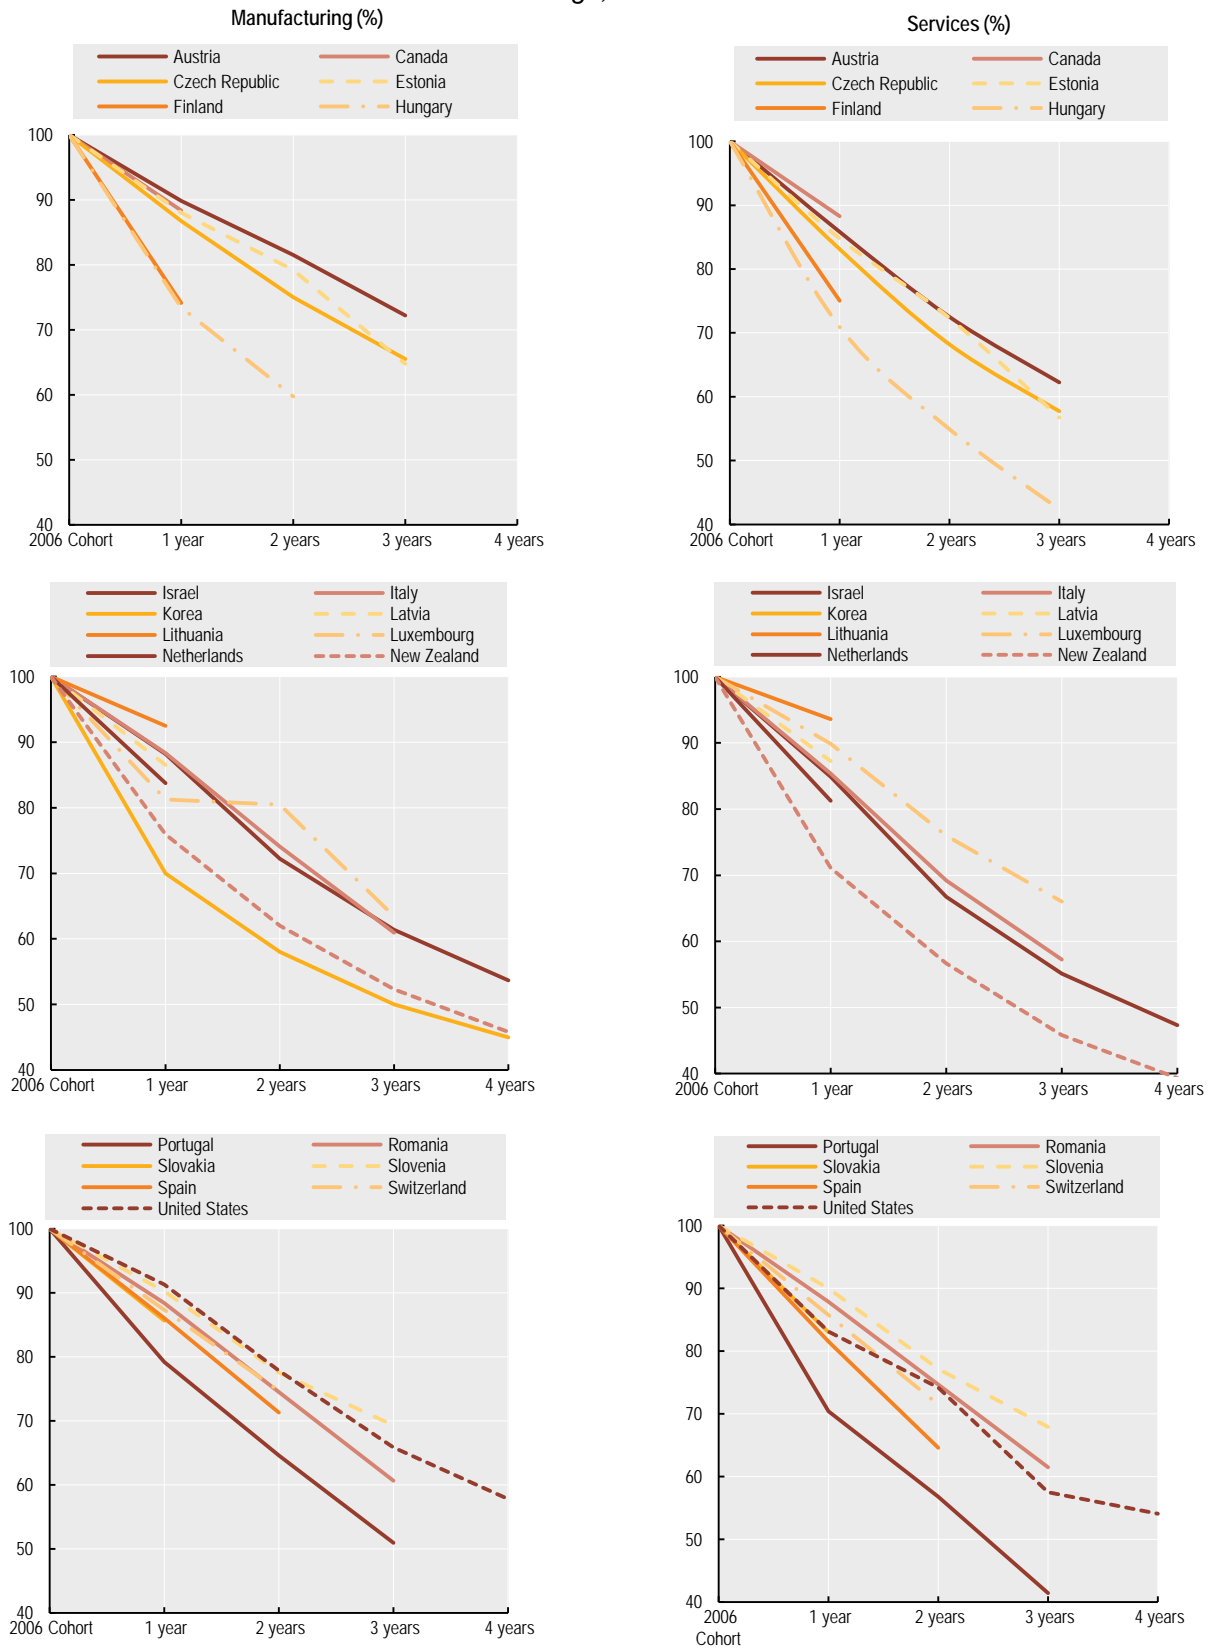 Manufacturing (%)
Austria Canada
Czech Republic Estonia
Finland Hungary
100
90
80
70
60
50
40
2006 Cohort 1 year 2 years 3 years 4 years
Services (%)
Austria Canada
Czech Republic Estonia
Finland Hungary
100
90
80
70
60
50
40
2006 Cohort 1 year 2 years 3 years 4 years
Israel Italy
Korea Latvia
Lithuania Luxembourg
Netherlands New Zealand
100
90
80
70
60
50
40
2006 Cohort 1 year 2 years 3 years 4 years
Israel Italy
Korea Latvia
Lithuania Luxembourg
Netherlands New Zealand
100
90
80
70
60
50
40
2006 Cohort 1 year 2 years 3 years 4 years
Portugal Romania
Slovakia Slovenia
Spain Switzerland
United States
100
90
80
70
60
50
40
2006 Cohort 1 year 2 years 3 years 4 years
Portugal Romania
Slovakia Slovenia
Spain Switzerland
United States
100
90
80
70
60
50
40
2006 1 year 2 years 3 years 4 years
Cohort